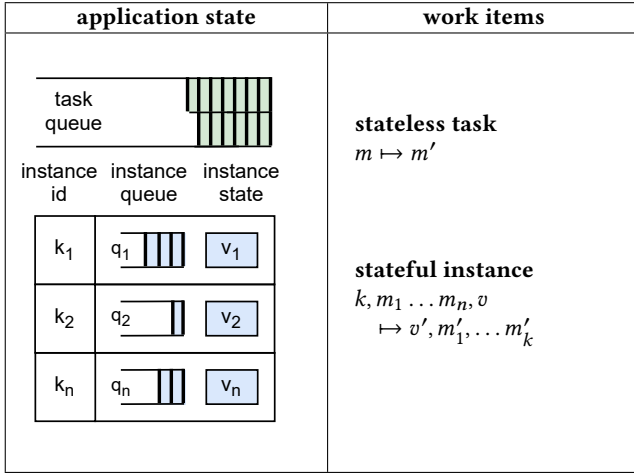 application state
work items
task
queue
instance id
instance queue
instance state
k₁ q₁ v₁
k₂ q₂ v₂
kₙ qₙ vₙ
stateless task
m ↦ m′
stateful instance
k, m₁ … mₙ, v
↦ v′, m′₁, … m′ₖ